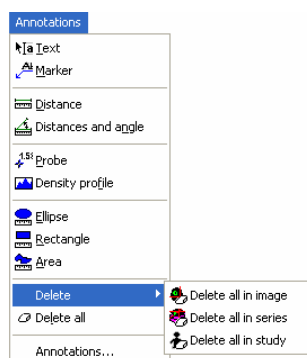 Annotations
Text
Marker
Distance
Distances and angle
Probe
Density profile
Ellipse
Rectangle
Area
Delete
Delete all in image
Delete all in series
Delete all in study
Delete all
Annotations...